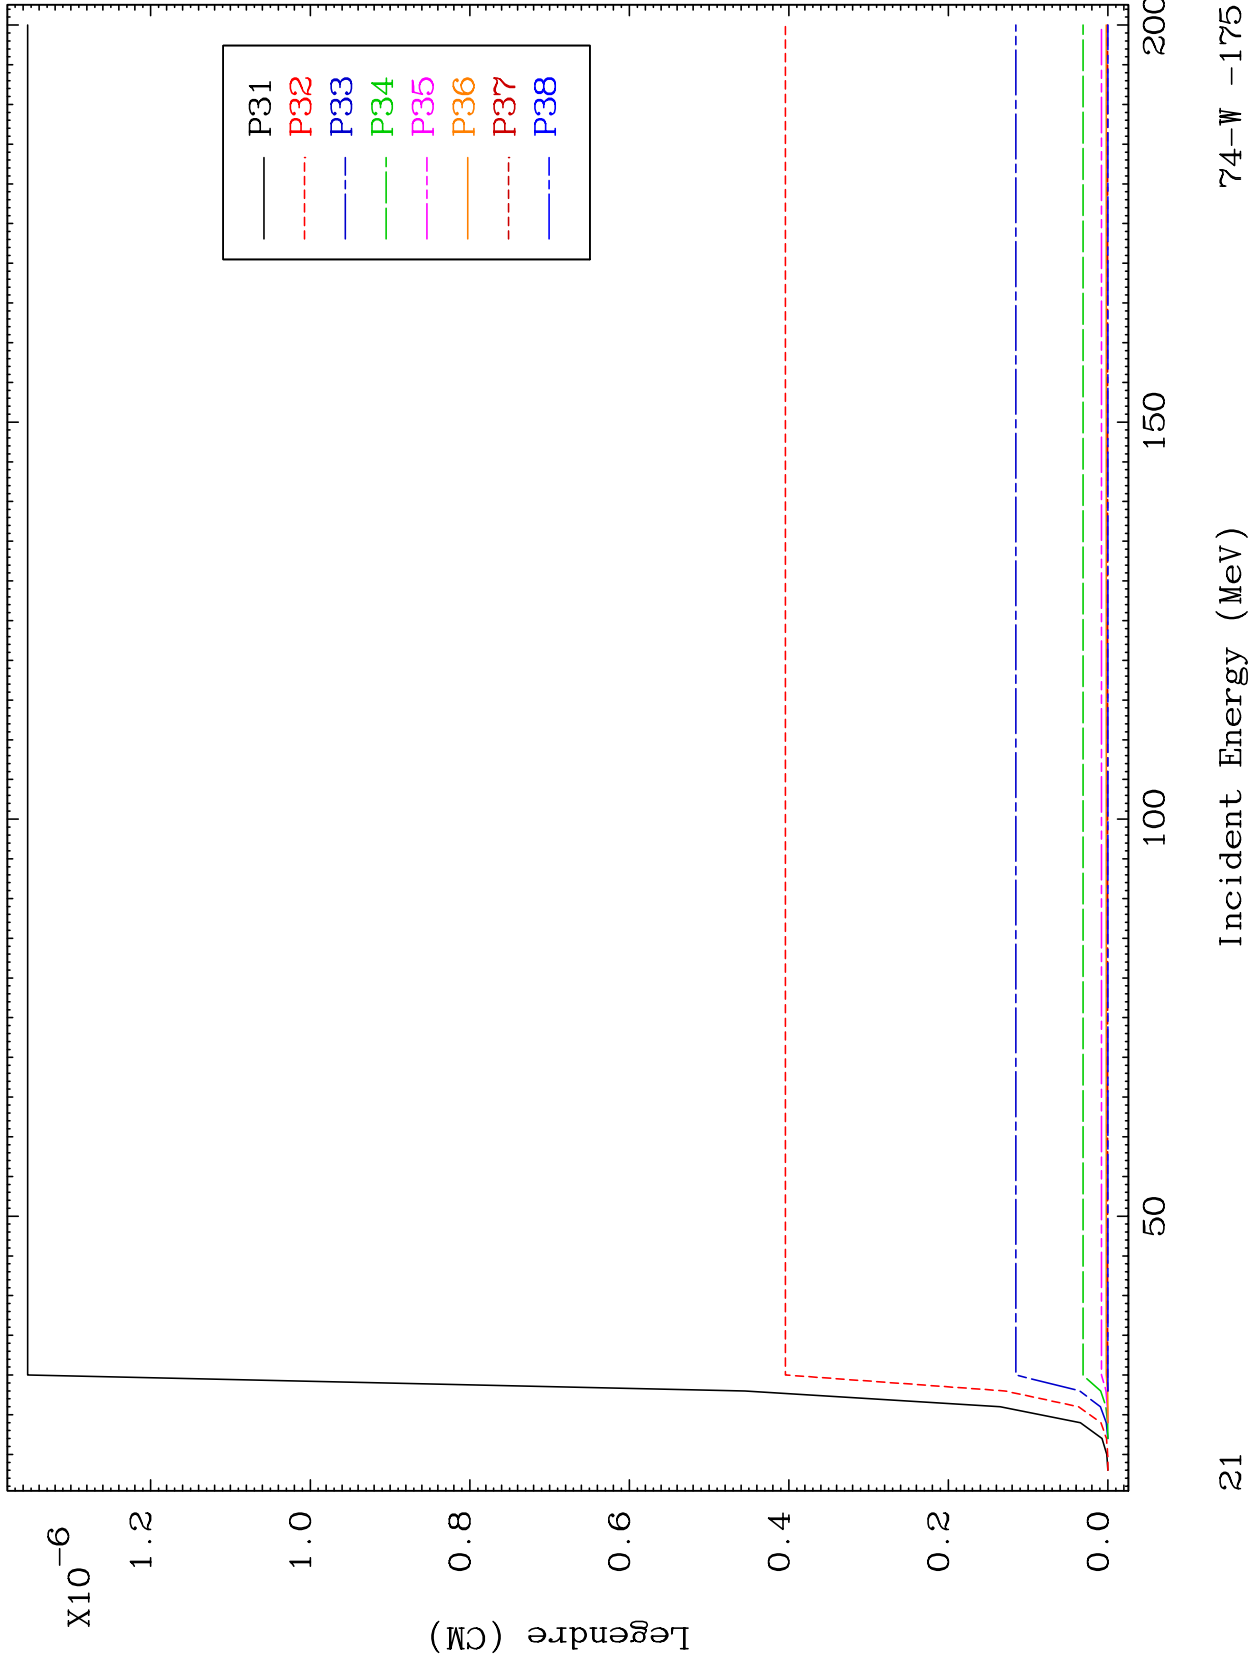 P31
P32
P33
P34
P35
P36
P37
P38
X10-6
1.2
1.0
0.8
0.6
0.4
0.2
0.0
Legendre (CM)
50
100
150
200
Incident Energy (MeV)
21
74-W -175